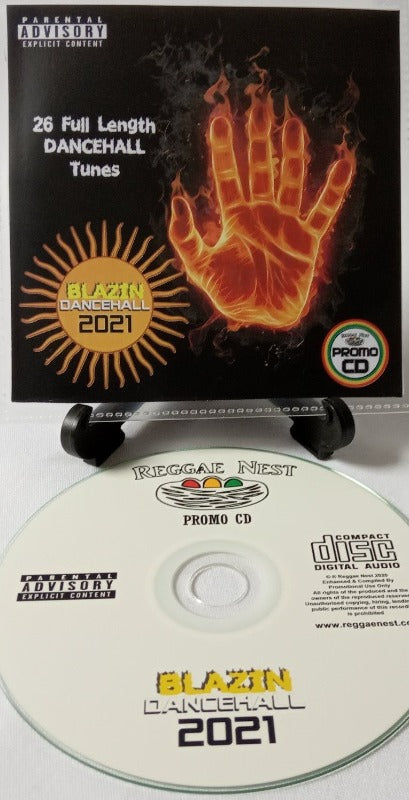 PARENTAL
ADVISORY
EXPLICIT CONTENT
26 Full Length
DANCEHALL
Tunes
BLAZIN
DANCEHALL
2021
PROMO
CD
REGGAE NEST
PROMO CD
PARENTAL
ADVISORY
EXPLICIT CONTENT
COMPACT
disc
DIGITAL AUDIO
© ℗ Reggae Nest 2020
Enhanced & Compiled By
Promotional Use Only
All rights of the produced and the
owners of the reproduced reserved
Unauthorised copying, hiring,
public performance of this record
is prohibited
www.reggaenest.co
BLAZIN
DANCEHALL
2021